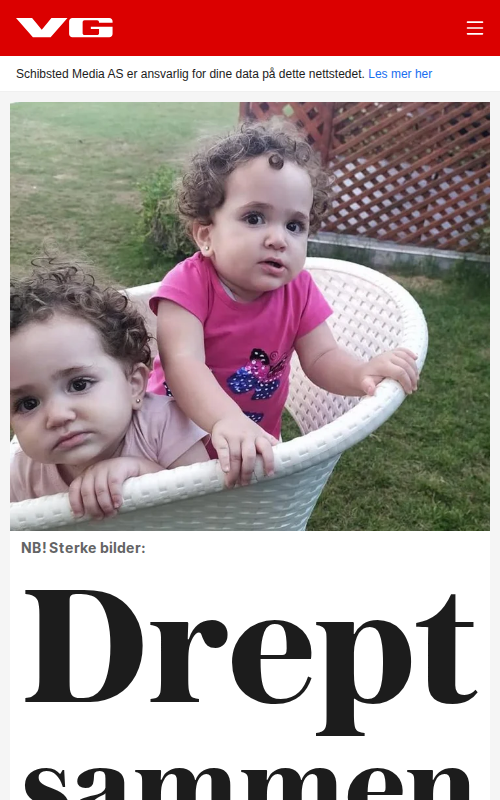 VG
Schibsted Media AS er ansvarlig for dine data på dette nettstedet. Les mer her
NB! Sterke bilder:
Drept
sammen